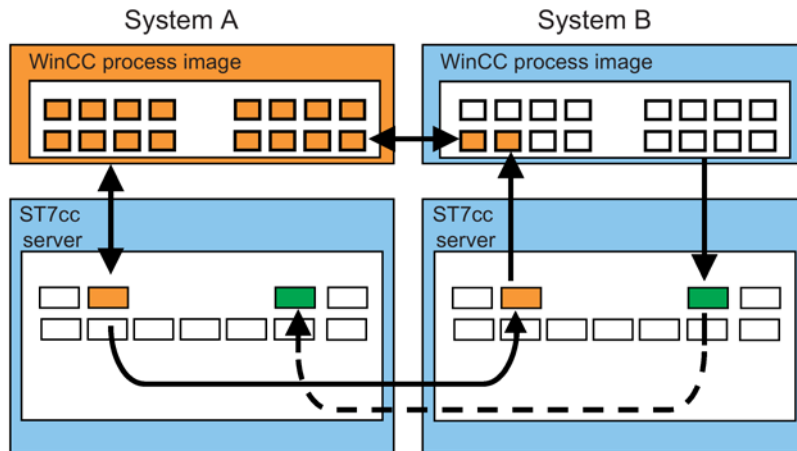 System A
System B
WinCC process image
WinCC process image
ST7cc
server
ST7cc
server